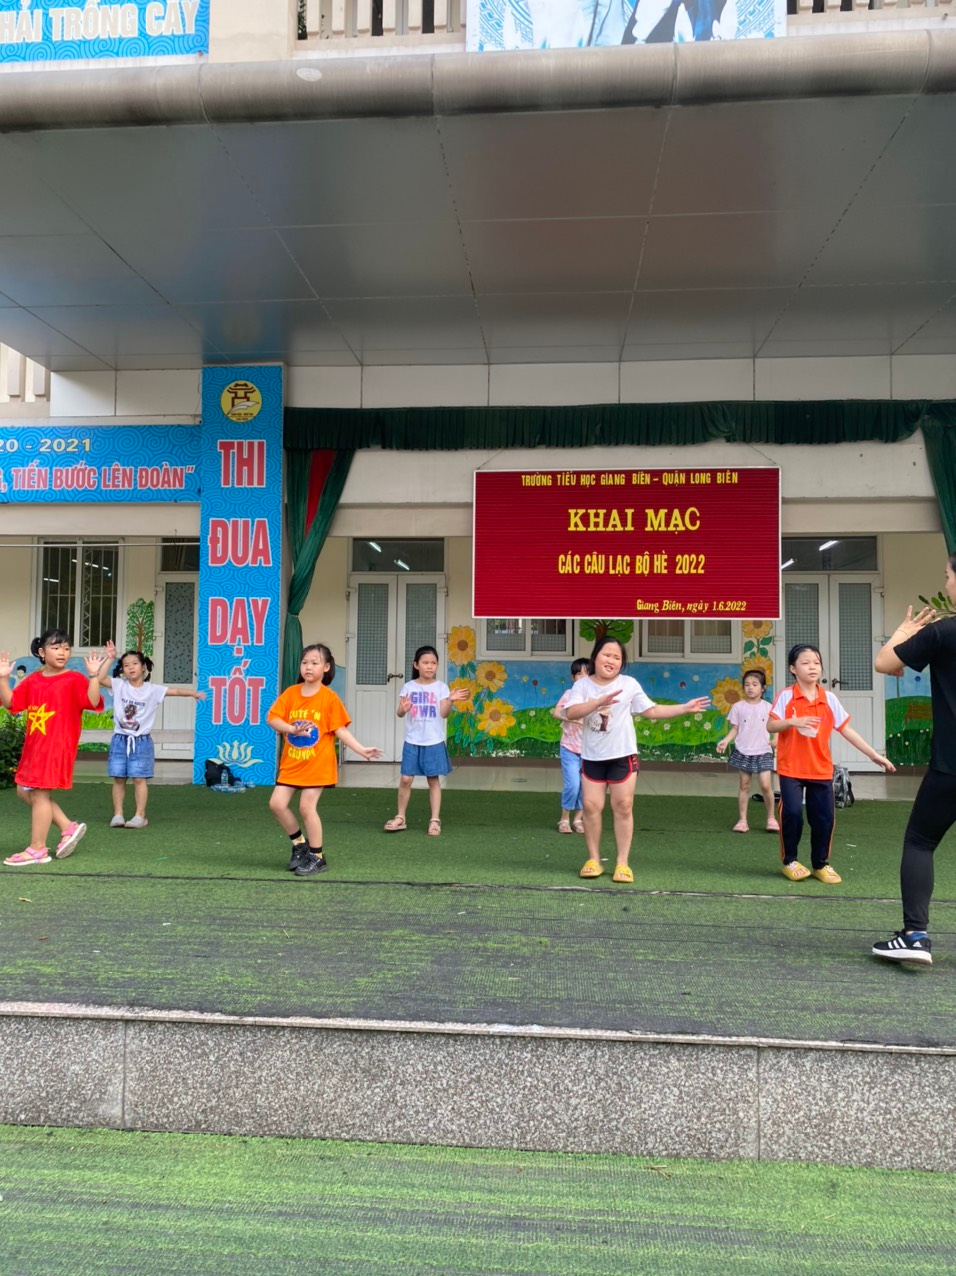 HẢI TRỒNG CÂY
20 - 2021
, TIẾN BƯỚC LÊN ĐOÀN"
THI
ĐUA
DẠY
TỐT
TRƯỜNG TIỂU HỌC GIANG BIÊN - QUẬN LONG BIÊN
KHAI MẠC
CÁC CÂU LẠC BỘ HÈ 2022
Giang Biên, ngày 1.6.2022
GIRL
PWR